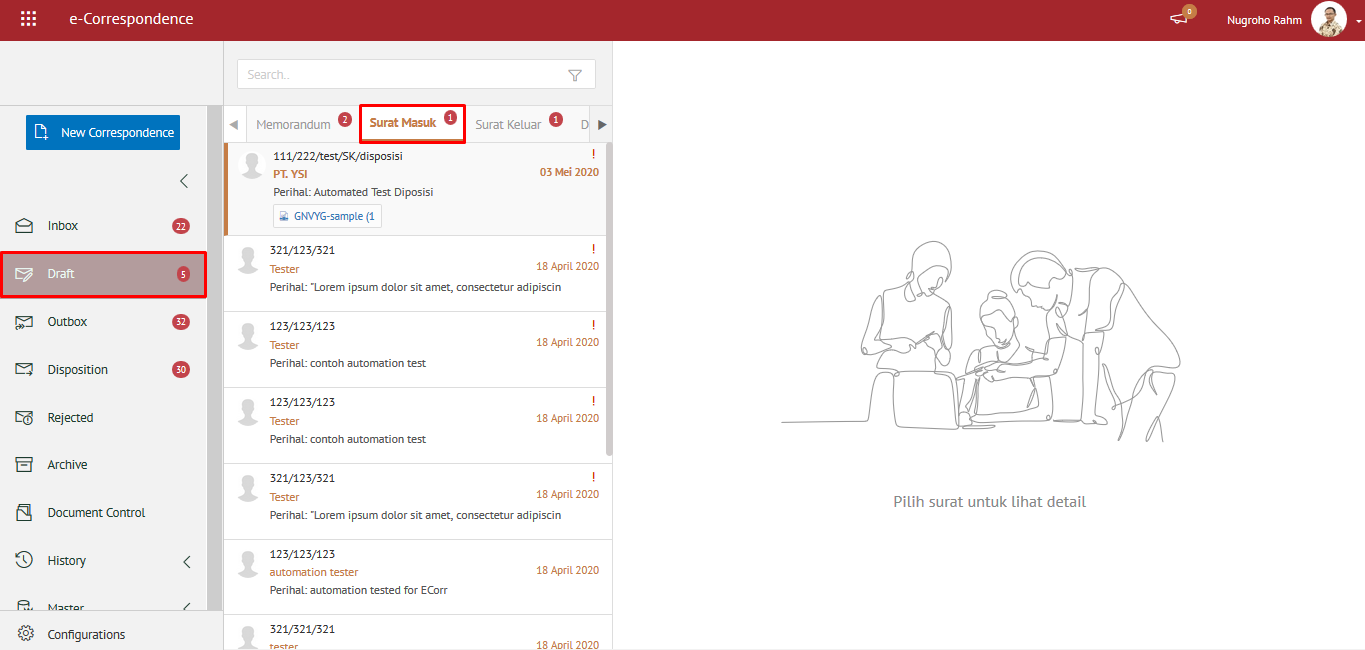 e-Correspondence
0
Nugroho Rahm
New Correspondence
Inbox 22
Draft 5
Outbox 32
Disposition 30
Rejected
Archive
Document Control
History
Master
Configurations
Search..
Memorandum 2 Surat Masuk 1 Surat Keluar 1 D
111/222/test/SK/disposisi !
PT. YSI 03 Mei 2020
Perihal: Automated Test Diposisi
GNVYG-sample (1
321/123/321 !
Tester 18 April 2020
Perihal: "Lorem ipsum dolor sit amet, consectetur adipiscin
123/123/123 !
Tester 18 April 2020
Perihal: contoh automation test
123/123/123 !
Tester 18 April 2020
Perihal: contoh automation test
321/123/321 !
Tester 18 April 2020
Perihal: "Lorem ipsum dolor sit amet, consectetur adipiscin
123/123/123
automation tester 18 April 2020
Perihal: automation tested for ECorr
321/321/321
tester 18 April 2020
Pilih surat untuk lihat detail